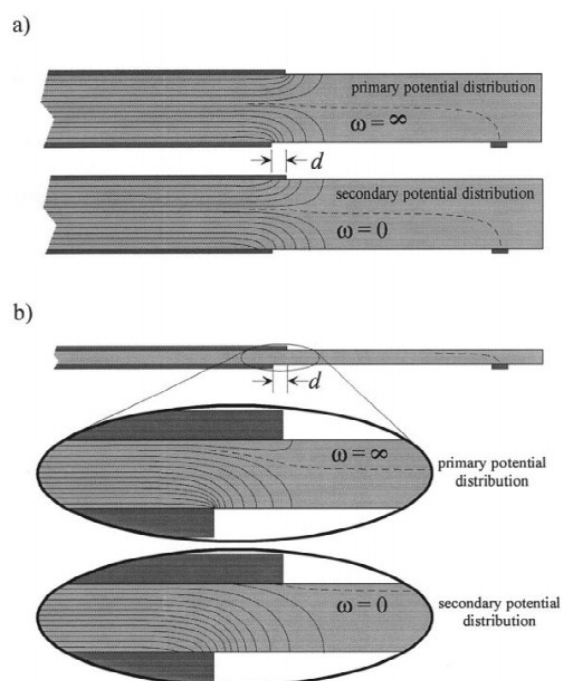 a)
primary potential distribution
ω = ∞
d
secondary potential distribution
ω = 0
b)
d
ω = ∞
primary potential
distribution
ω = 0
secondary potential
distribution